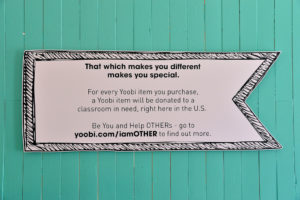 That which makes you different
makes you special.
For every Yoobi item you purchase,
a Yoobi item will be donated to a
classroom in need, right here in the U.S.
Be You and Help OTHERs - go to
yoobi.com/iamOTHER to find out more.